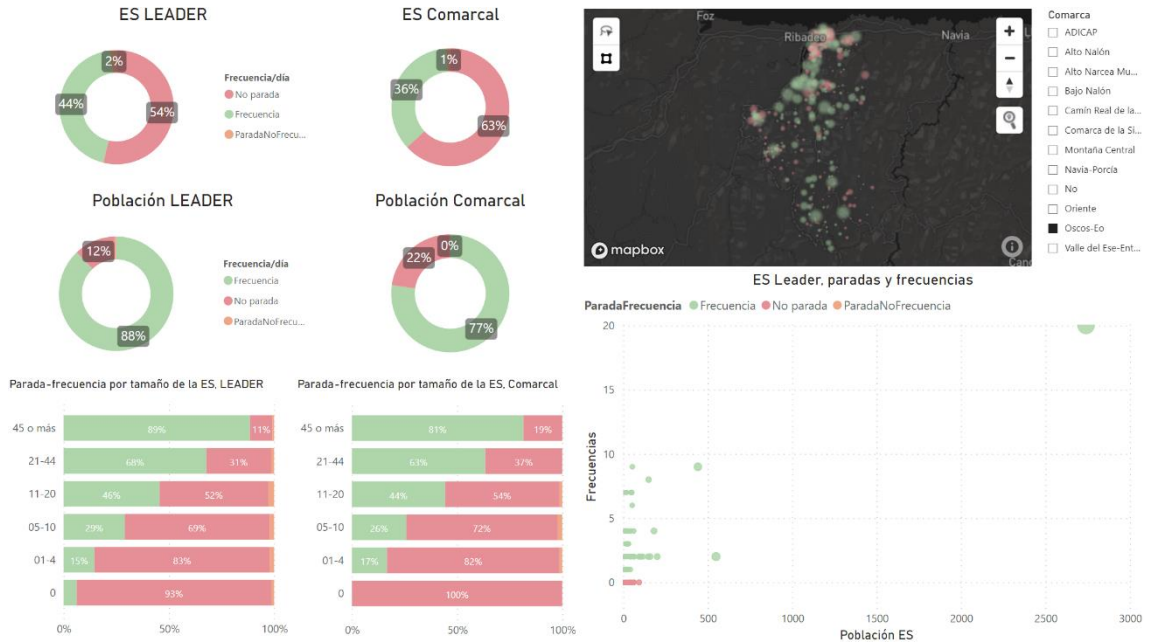 ES LEADER
2%
44%
54%
Frecuencia/día
No parada
Frecuencia
ParadaNoFrecu...
ES Comarcal
1%
36%
63%
Población LEADER
12%
88%
Frecuencia/día
Frecuencia
No parada
ParadaNoFrecu...
Población Comarcal
0%
22%
77%
Parada-frecuencia por tamaño de la ES, LEADER
45 o más 89% 11%
21-44 68% 31%
11-20 46% 52%
05-10 29% 69%
01-4 15% 83%
0 93%
0% 50% 100%
Parada-frecuencia por tamaño de la ES, Comarcal
45 o más 81% 19%
21-44 63% 37%
11-20 44% 54%
05-10 26% 72%
01-4 17% 82%
0 100%
0% 50% 100%
Foz
Ribadeo
Navia
mapbox
Comarca
ADICAP
Alto Nalón
Alto Narcea Mu...
Bajo Nalón
Camín Real de la...
Comarca de la Si...
Montaña Central
Navia-Porcía
No
Oriente
Oscos-Eo
Valle del Ese-Ent...
ES Leader, paradas y frecuencias
ParadaFrecuencia Frecuencia No parada ParadaNoFrecuencia
Frecuencias
20
15
10
5
0
0 500 1000 1500 2000 2500 3000
Población ES